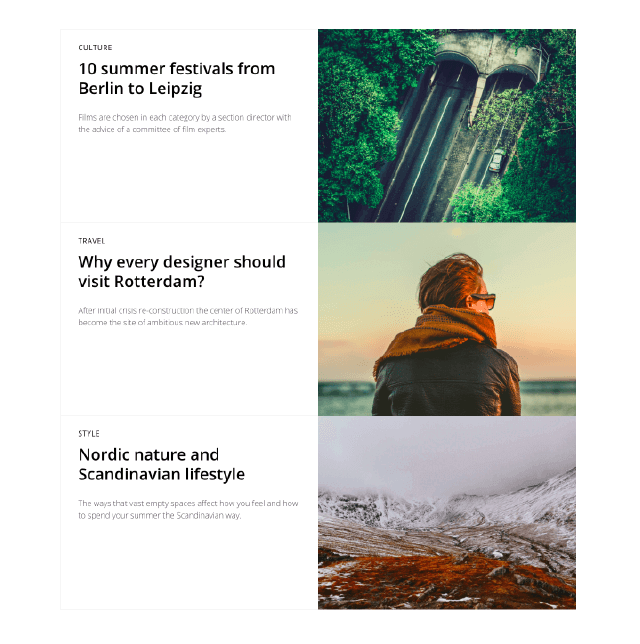 CULTURE
10 summer festivals from
Berlin to Leipzig
Films are chosen in each category by a section director with
the advice of a committee of film experts.
TRAVEL
Why every designer should
visit Rotterdam?
After initial crisis re-construction the center of Rotterdam has
become the site of ambitious new architecture.
STYLE
Nordic nature and
Scandinavian lifestyle
The ways that vast empty spaces affect how you feel and how
to spend your summer the Scandinavian way.